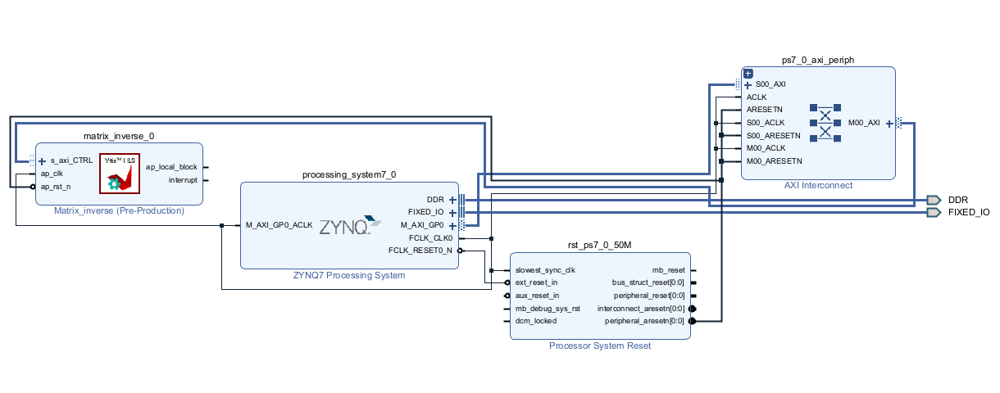 ps7_0_axi_periph
S00_AXI
ACLK
ARESETN
S00_ACLK
M00_AXI
S00_ARESETN
M00_ACLK
M00_ARESETN
AXI Interconnect
matrix_inverse_0
s_axi_CTRL
ap_clk
ap_rst_n
Vitis™ HLS
ap_local_block
interrupt
Matrix_inverse (Pre-Production)
processing_system7_0
M_AXI_GP0_ACLK
ZYNQ
DDR
FIXED_IO
M_AXI_GP0
FCLK_CLK0
FCLK_RESET0_N
ZYNQ7 Processing System
DDR
FIXED_IO
rst_ps7_0_50M
slowest_sync_clk
ext_reset_in
aux_reset_in
mb_debug_sys_rst
dcm_locked
mb_reset
bus_struct_reset[0:0]
peripheral_reset[0:0]
interconnect_aresetn[0:0]
peripheral_aresetn[0:0]
Processor System Reset